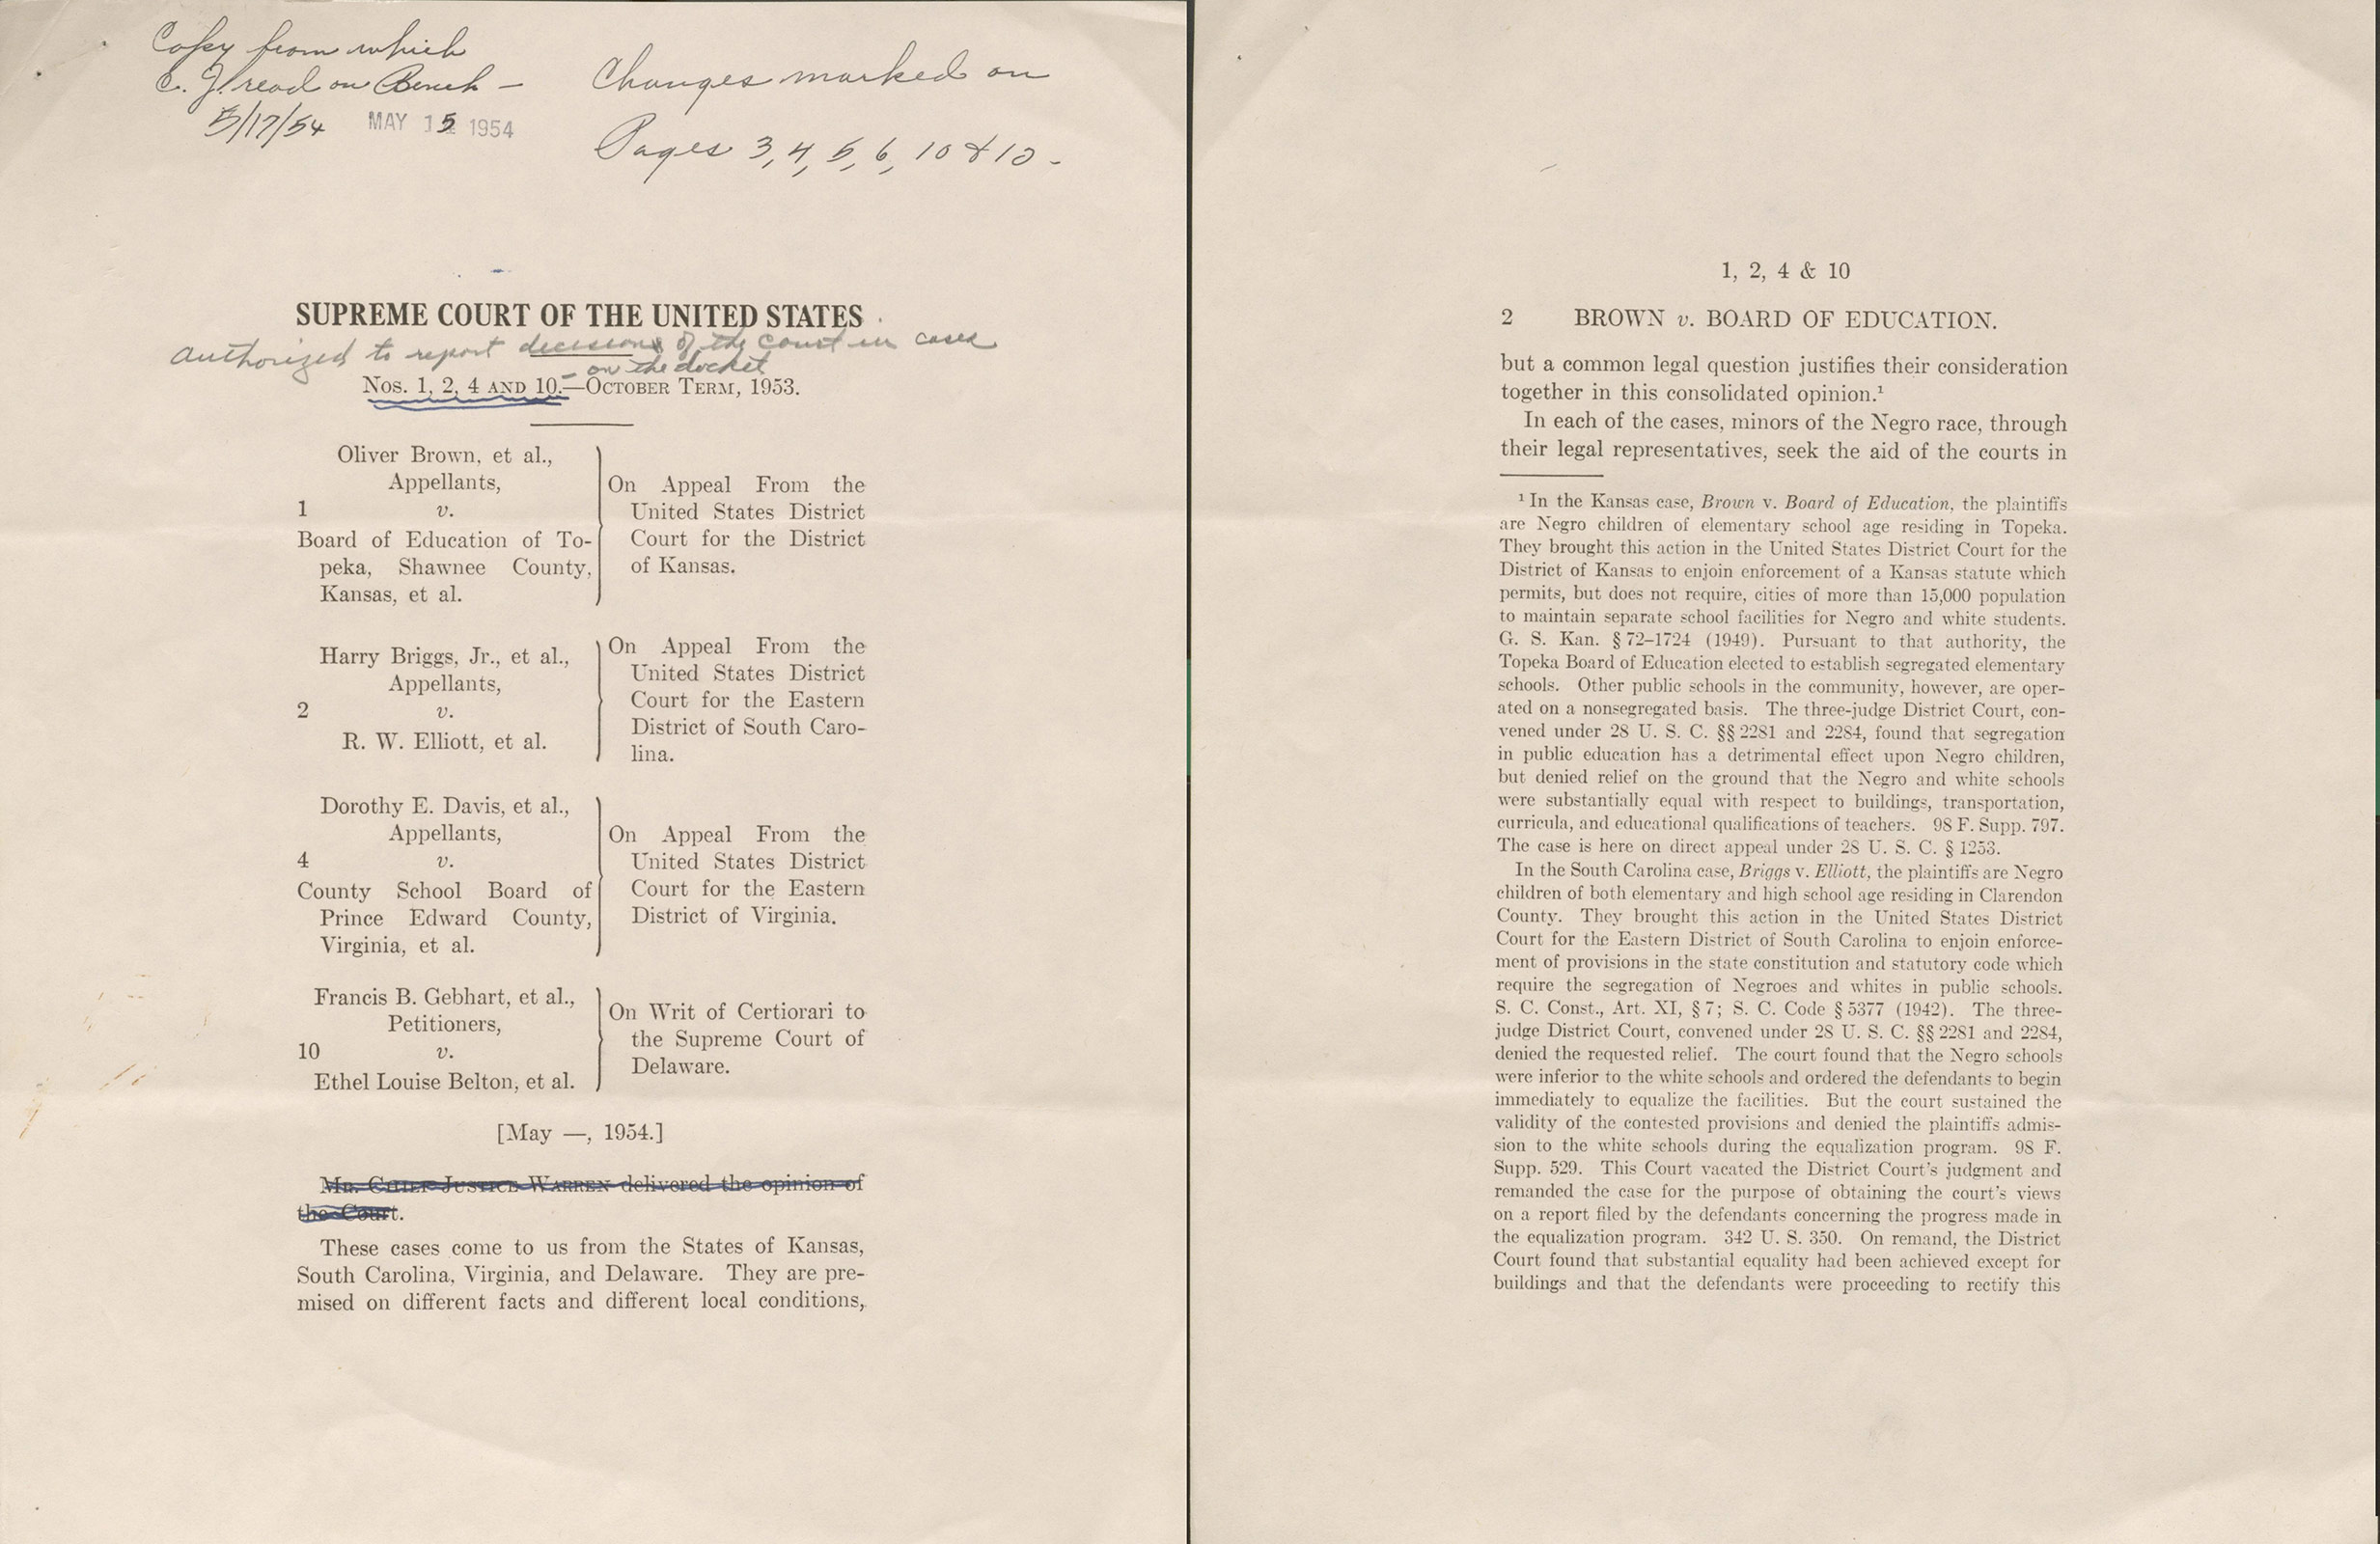 Copy from which
C. J. read on Bench –
5/17/54 MAY 15 1954
Changes marked on
Pages 3, 4, 5, 6, 10 &
SUPREME COURT OF THE UNITED STATES
authorized to report decisions of the Court in cases
on the docket
Nos. 1, 2, 4 AND 10.—OCTOBER TERM, 1953.
Oliver Brown, et al.,
Appellants,
1 v.
Board of Education of To-
peka, Shawnee County,
Kansas, et al.
On Appeal From the
United States District
Court for the District
of Kansas.
Harry Briggs, Jr., et al.,
Appellants,
2 v.
R. W. Elliott, et al.
On Appeal From the
United States District
Court for the Eastern
District of South Caro-
lina.
Dorothy E. Davis, et al.,
Appellants,
4 v.
County School Board of
Prince Edward County,
Virginia, et al.
On Appeal From the
United States District
Court for the Eastern
District of Virginia.
Francis B. Gebhart, et al.,
Petitioners,
10 v.
Ethel Louise Belton, et al.
On Writ of Certiorari to
the Supreme Court of
Delaware.
[May —, 1954.]
MR. CHIEF JUSTICE WARREN delivered the opinion of
the Court.
These cases come to us from the States of Kansas,
South Carolina, Virginia, and Delaware. They are pre-
mised on different facts and different local conditions,
1, 2, 4 & 10
2 BROWN v. BOARD OF EDUCATION.
but a common legal question justifies their consideration
together in this consolidated opinion.¹
In each of the cases, minors of the Negro race, through
their legal representatives, seek the aid of the courts in
¹ In the Kansas case, Brown v. Board of Education, the plaintiffs
are Negro children of elementary school age residing in Topeka.
They brought this action in the United States District Court for the
District of Kansas to enjoin enforcement of a Kansas statute which
permits, but does not require, cities of more than 15,000 population
to maintain separate school facilities for Negro and white students.
G. S. Kan. § 72–1724 (1949). Pursuant to that authority, the
Topeka Board of Education elected to establish segregated elementary
schools. Other public schools in the community, however, are oper-
ated on a nonsegregated basis. The three-judge District Court, con-
vened under 28 U. S. C. §§ 2281 and 2284, found that segregation
in public education has a detrimental effect upon Negro children,
but denied relief on the ground that the Negro and white schools
were substantially equal with respect to buildings, transportation,
curricula, and educational qualifications of teachers. 98 F. Supp. 797.
The case is here on direct appeal under 28 U. S. C. § 1253.
In the South Carolina case, Briggs v. Elliott, the plaintiffs are Negro
children of both elementary and high school age residing in Clarendon
County. They brought this action in the United States District
Court for the Eastern District of South Carolina to enjoin enforce-
ment of provisions in the state constitution and statutory code which
require the segregation of Negroes and whites in public schools.
S. C. Const., Art. XI, § 7; S. C. Code § 5377 (1942). The three-
judge District Court, convened under 28 U. S. C. §§ 2281 and 2284,
denied the requested relief. The court found that the Negro schools
were inferior to the white schools and ordered the defendants to begin
immediately to equalize the facilities. But the court sustained the
validity of the contested provisions and denied the plaintiffs admis-
sion to the white schools during the equalization program. 98 F.
Supp. 529. This Court vacated the District Court's judgment and
remanded the case for the purpose of obtaining the court's views
on a report filed by the defendants concerning the progress made in
the equalization program. 342 U. S. 350. On remand, the District
Court found that substantial equality had been achieved except for
buildings and that the defendants were proceeding to rectify this